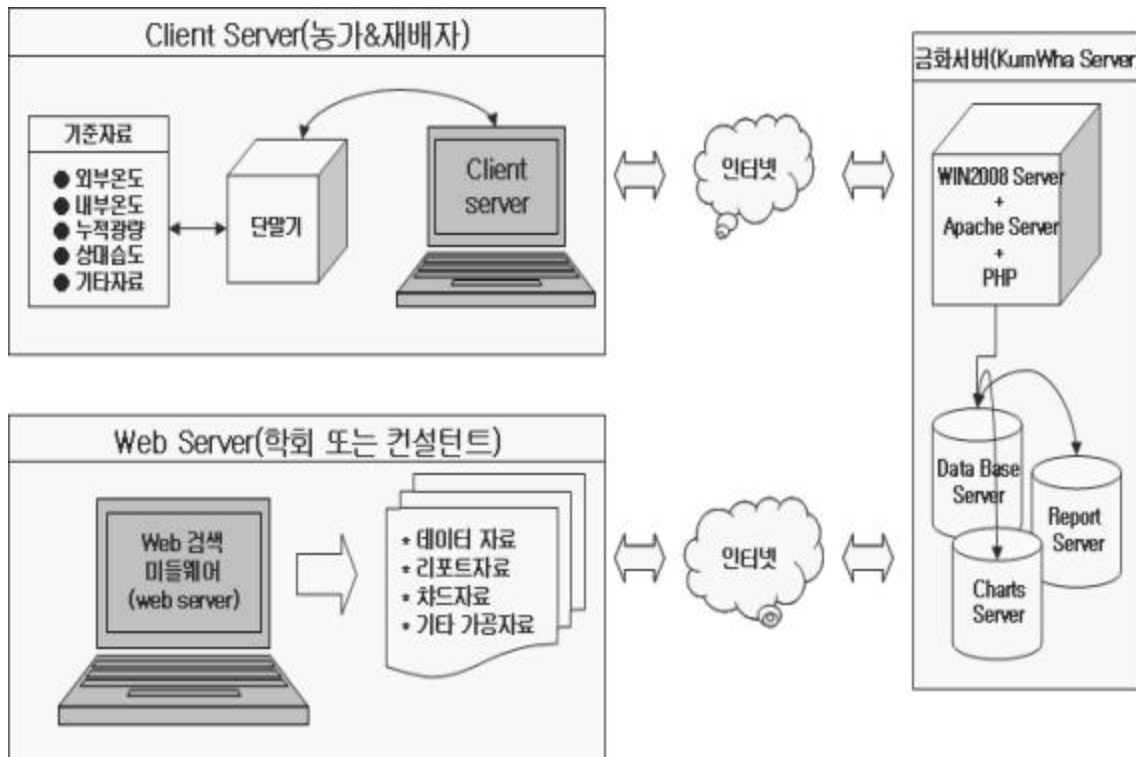 Client Server(농가&재배자)
기준자료
● 외부온도
● 내부온도
● 누적광량
● 상대습도
● 기타자료
단말기
Client
server
인터넷
금화서버(KumWha Server)
WIN2008 Server
+
Apache Server
+
PHP
Data Base
Server
Report
Server
Charts
Server
Web Server(학회 또는 컨설턴트)
Web 검색
미들웨어
(web server)
* 테이터 자료
* 리포트자료
* 챠드자료
* 기타 가공자료
인터넷